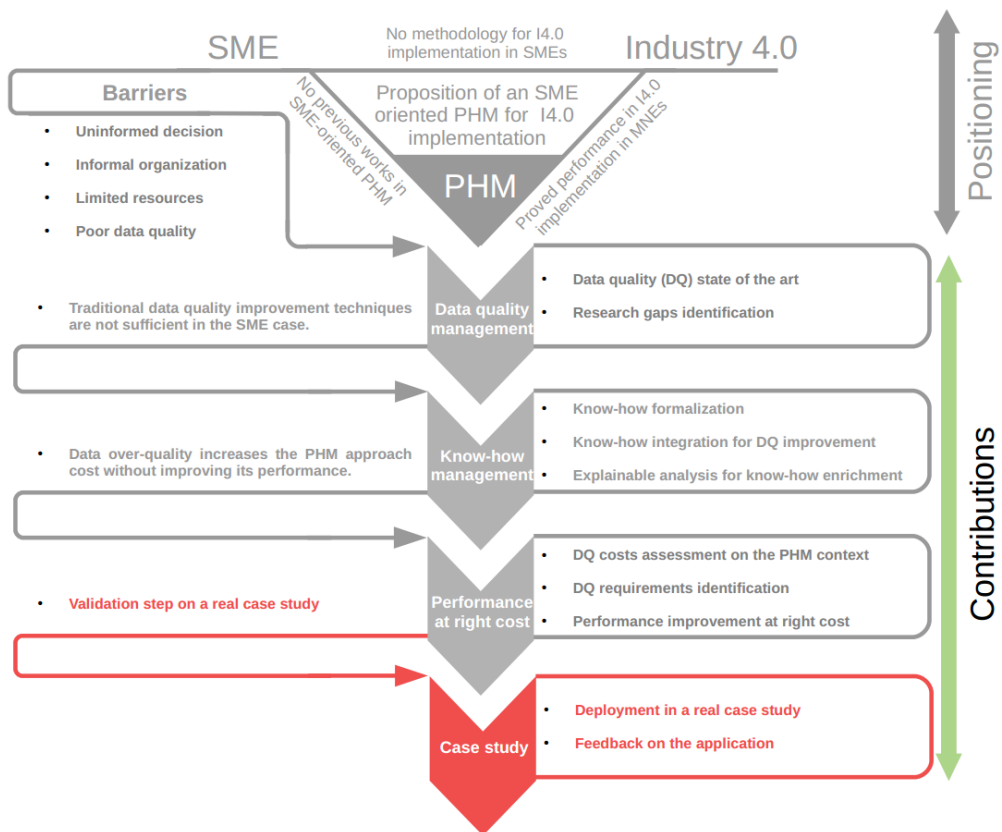 SME
No methodology for I4.0
implementation in SMEs
Industry 4.0
Positioning
Barriers
• Uninformed decision
• Informal organization
• Limited resources
• Poor data quality
No previous works in
SME-oriented PHM
Proposition of an SME
oriented PHM for I4.0
implementation
PHM
Proved performance in I4.0
implementation in MNEs
Contributions
• Traditional data quality improvement techniques
are not sufficient in the SME case.
Data quality
management
• Data quality (DQ) state of the art
• Research gaps identification
• Data over-quality increases the PHM approach
cost without improving its performance.
Know-how
management
• Know-how formalization
• Know-how integration for DQ improvement
• Explainable analysis for know-how enrichment
• Validation step on a real case study
Performance
at right cost
• DQ costs assessment on the PHM context
• DQ requirements identification
• Performance improvement at right cost
Case study
• Deployment in a real case study
• Feedback on the application